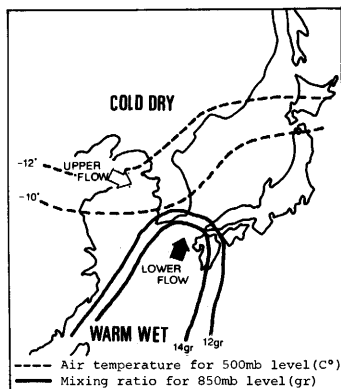 COLD DRY
-12°
UPPER
FLOW
-10°
LOWER
FLOW
WARM WET
14gr
12gr
Air temperature for 500mb level(C°)
Mixing ratio for 850mb level(gr)